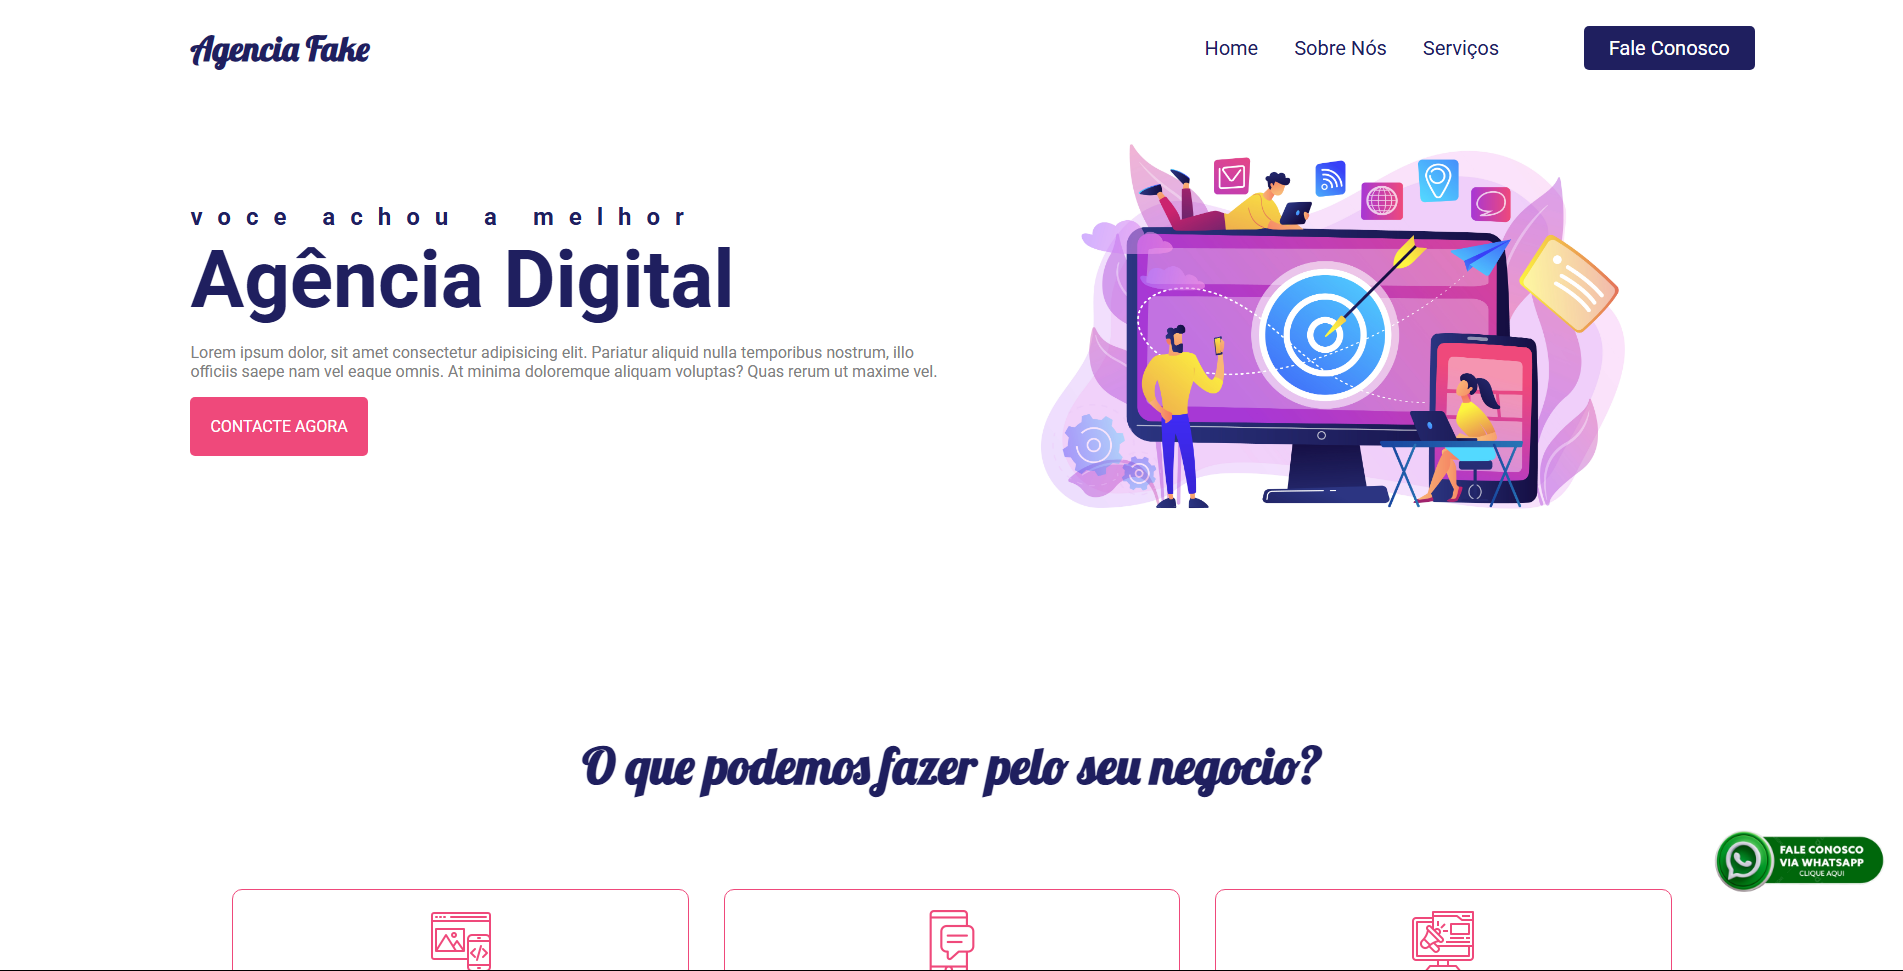 Agencia Fake
Home
Sobre Nós
Serviços
Fale Conosco
voce achou a melhor
Agência Digital
Lorem ipsum dolor, sit amet consectetur adipisicing elit. Pariatur aliquid nulla temporibus nostrum, illo
officiis saepe nam vel eaque omnis. At minima doloremque aliquam voluptas? Quas rerum ut maxime vel.
CONTACTE AGORA
O que podemos fazer pelo seu negocio?
FALE CONOSCO
VIA WHATSAPP
CLIQUE AQUI